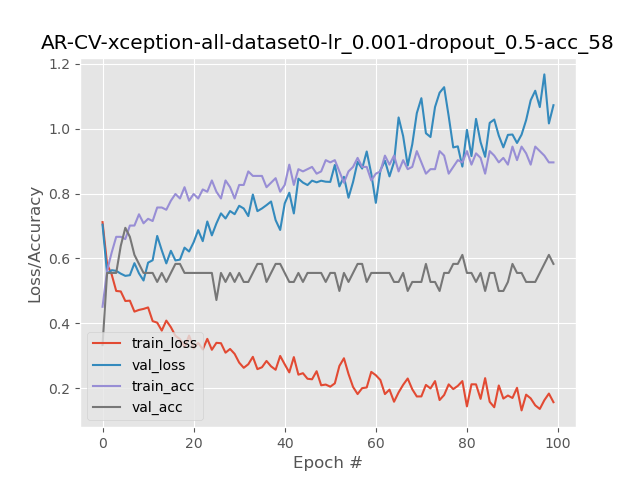 AR-CV-xception-all-dataset0-lr_0.001-dropout_0.5-acc_58
1.2
1.0
0.8
0.6
0.4
0.2
Loss/Accuracy
train_loss
val_loss
train_acc
val_acc
0 20 40 60 80 100
Epoch #